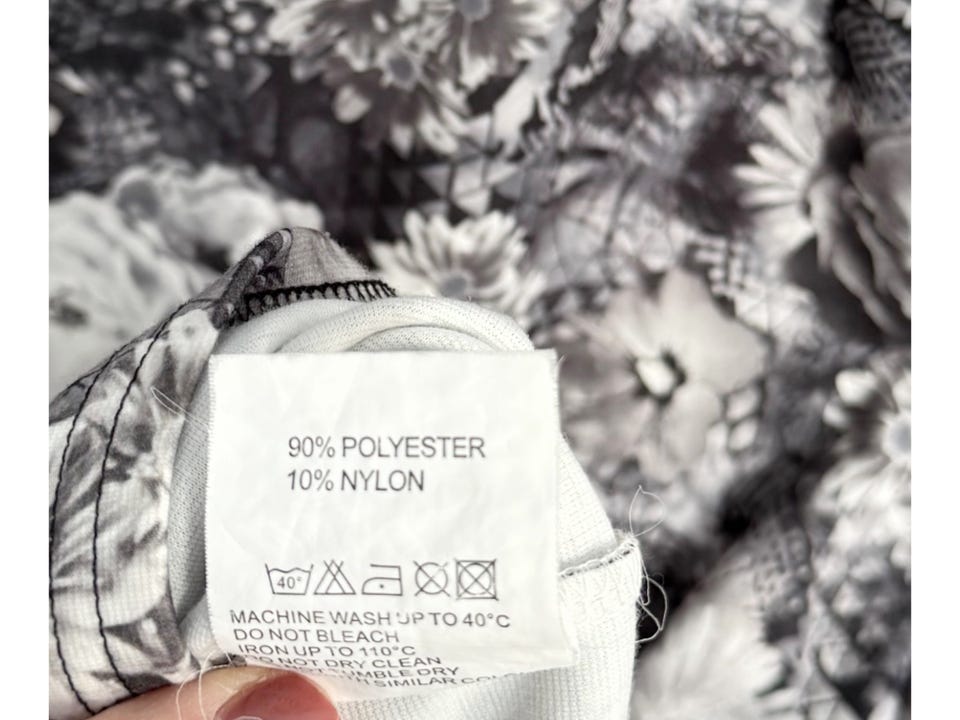 90% POLYESTER
10% NYLON
40°
MACHINE WASH UP TO 40°C
DO NOT BLEACH
IRON UP TO 110°C
DO NOT DRY CLEAN
TUMBLE DRY
SIMILAR